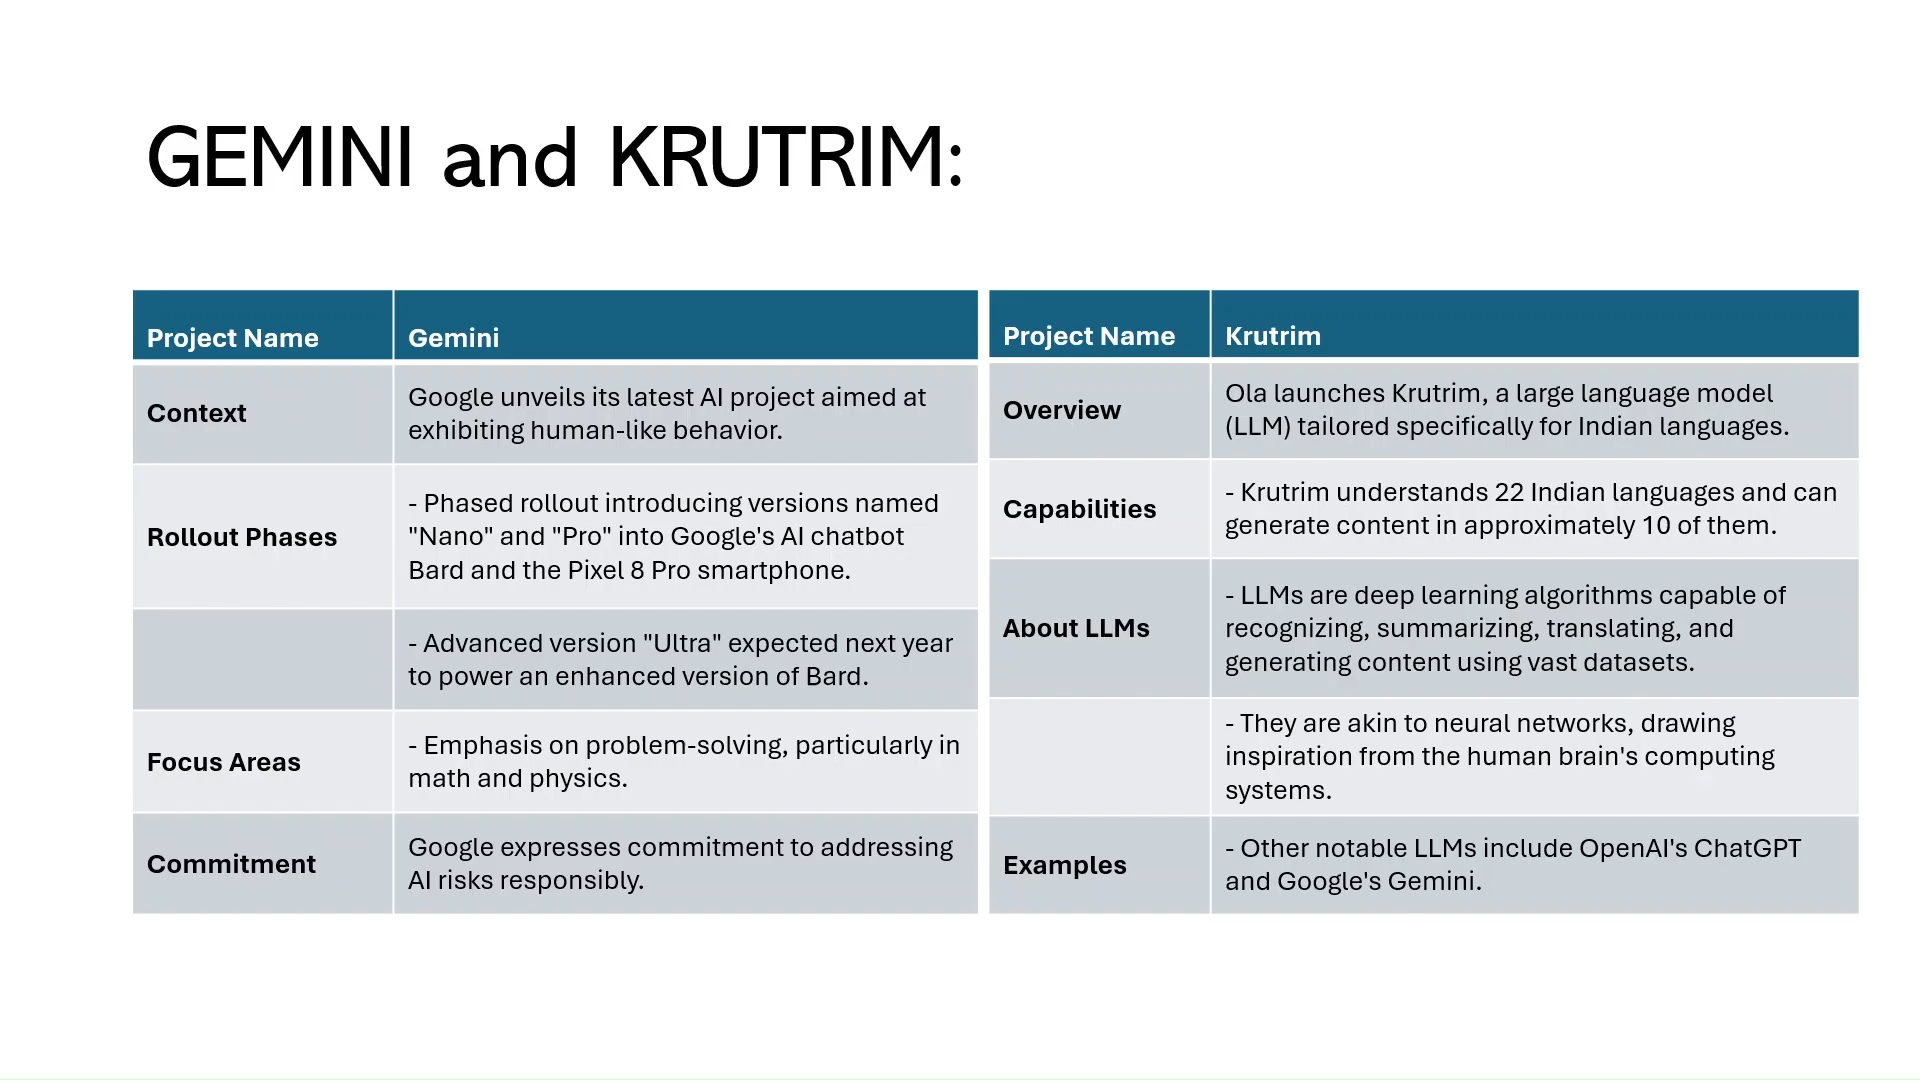 GEMINI and KRUTRIM:
Project Name
Gemini
Context
Google unveils its latest AI project aimed at
exhibiting human-like behavior.
Rollout Phases
- Phased rollout introducing versions named
"Nano" and "Pro" into Google's AI chatbot
Bard and the Pixel 8 Pro smartphone.
- Advanced version "Ultra" expected next year
to power an enhanced version of Bard.
Focus Areas
- Emphasis on problem-solving, particularly in
math and physics.
Commitment
Google expresses commitment to addressing
AI risks responsibly.
Project Name
Krutrim
Overview
Ola launches Krutrim, a large language model
(LLM) tailored specifically for Indian languages.
Capabilities
- Krutrim understands 22 Indian languages and can
generate content in approximately 10 of them.
About LLMs
- LLMs are deep learning algorithms capable of
recognizing, summarizing, translating, and
generating content using vast datasets.
- They are akin to neural networks, drawing
inspiration from the human brain's computing
systems.
Examples
- Other notable LLMs include OpenAI's ChatGPT
and Google's Gemini.